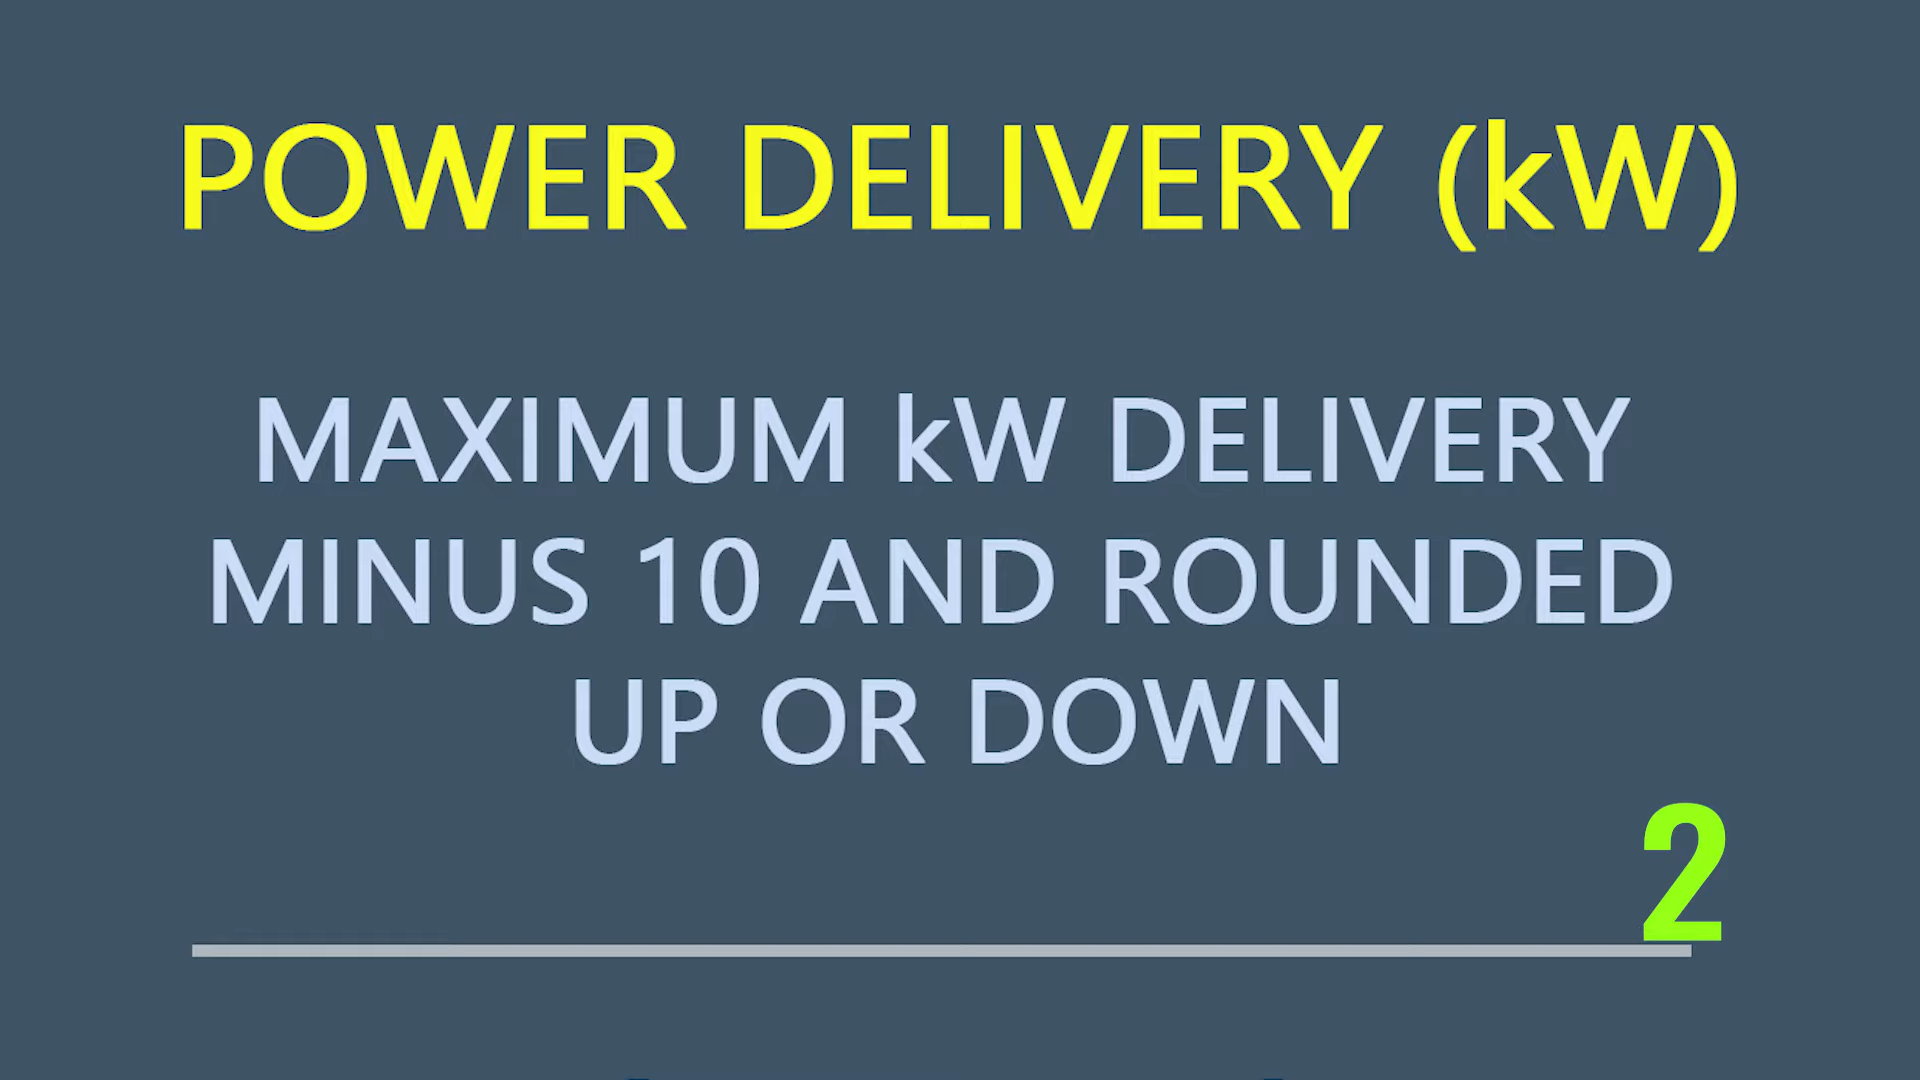 POWER DELIVERY (kW)
MAXIMUM kW DELIVERY
MINUS 10 AND ROUNDED
UP OR DOWN
2